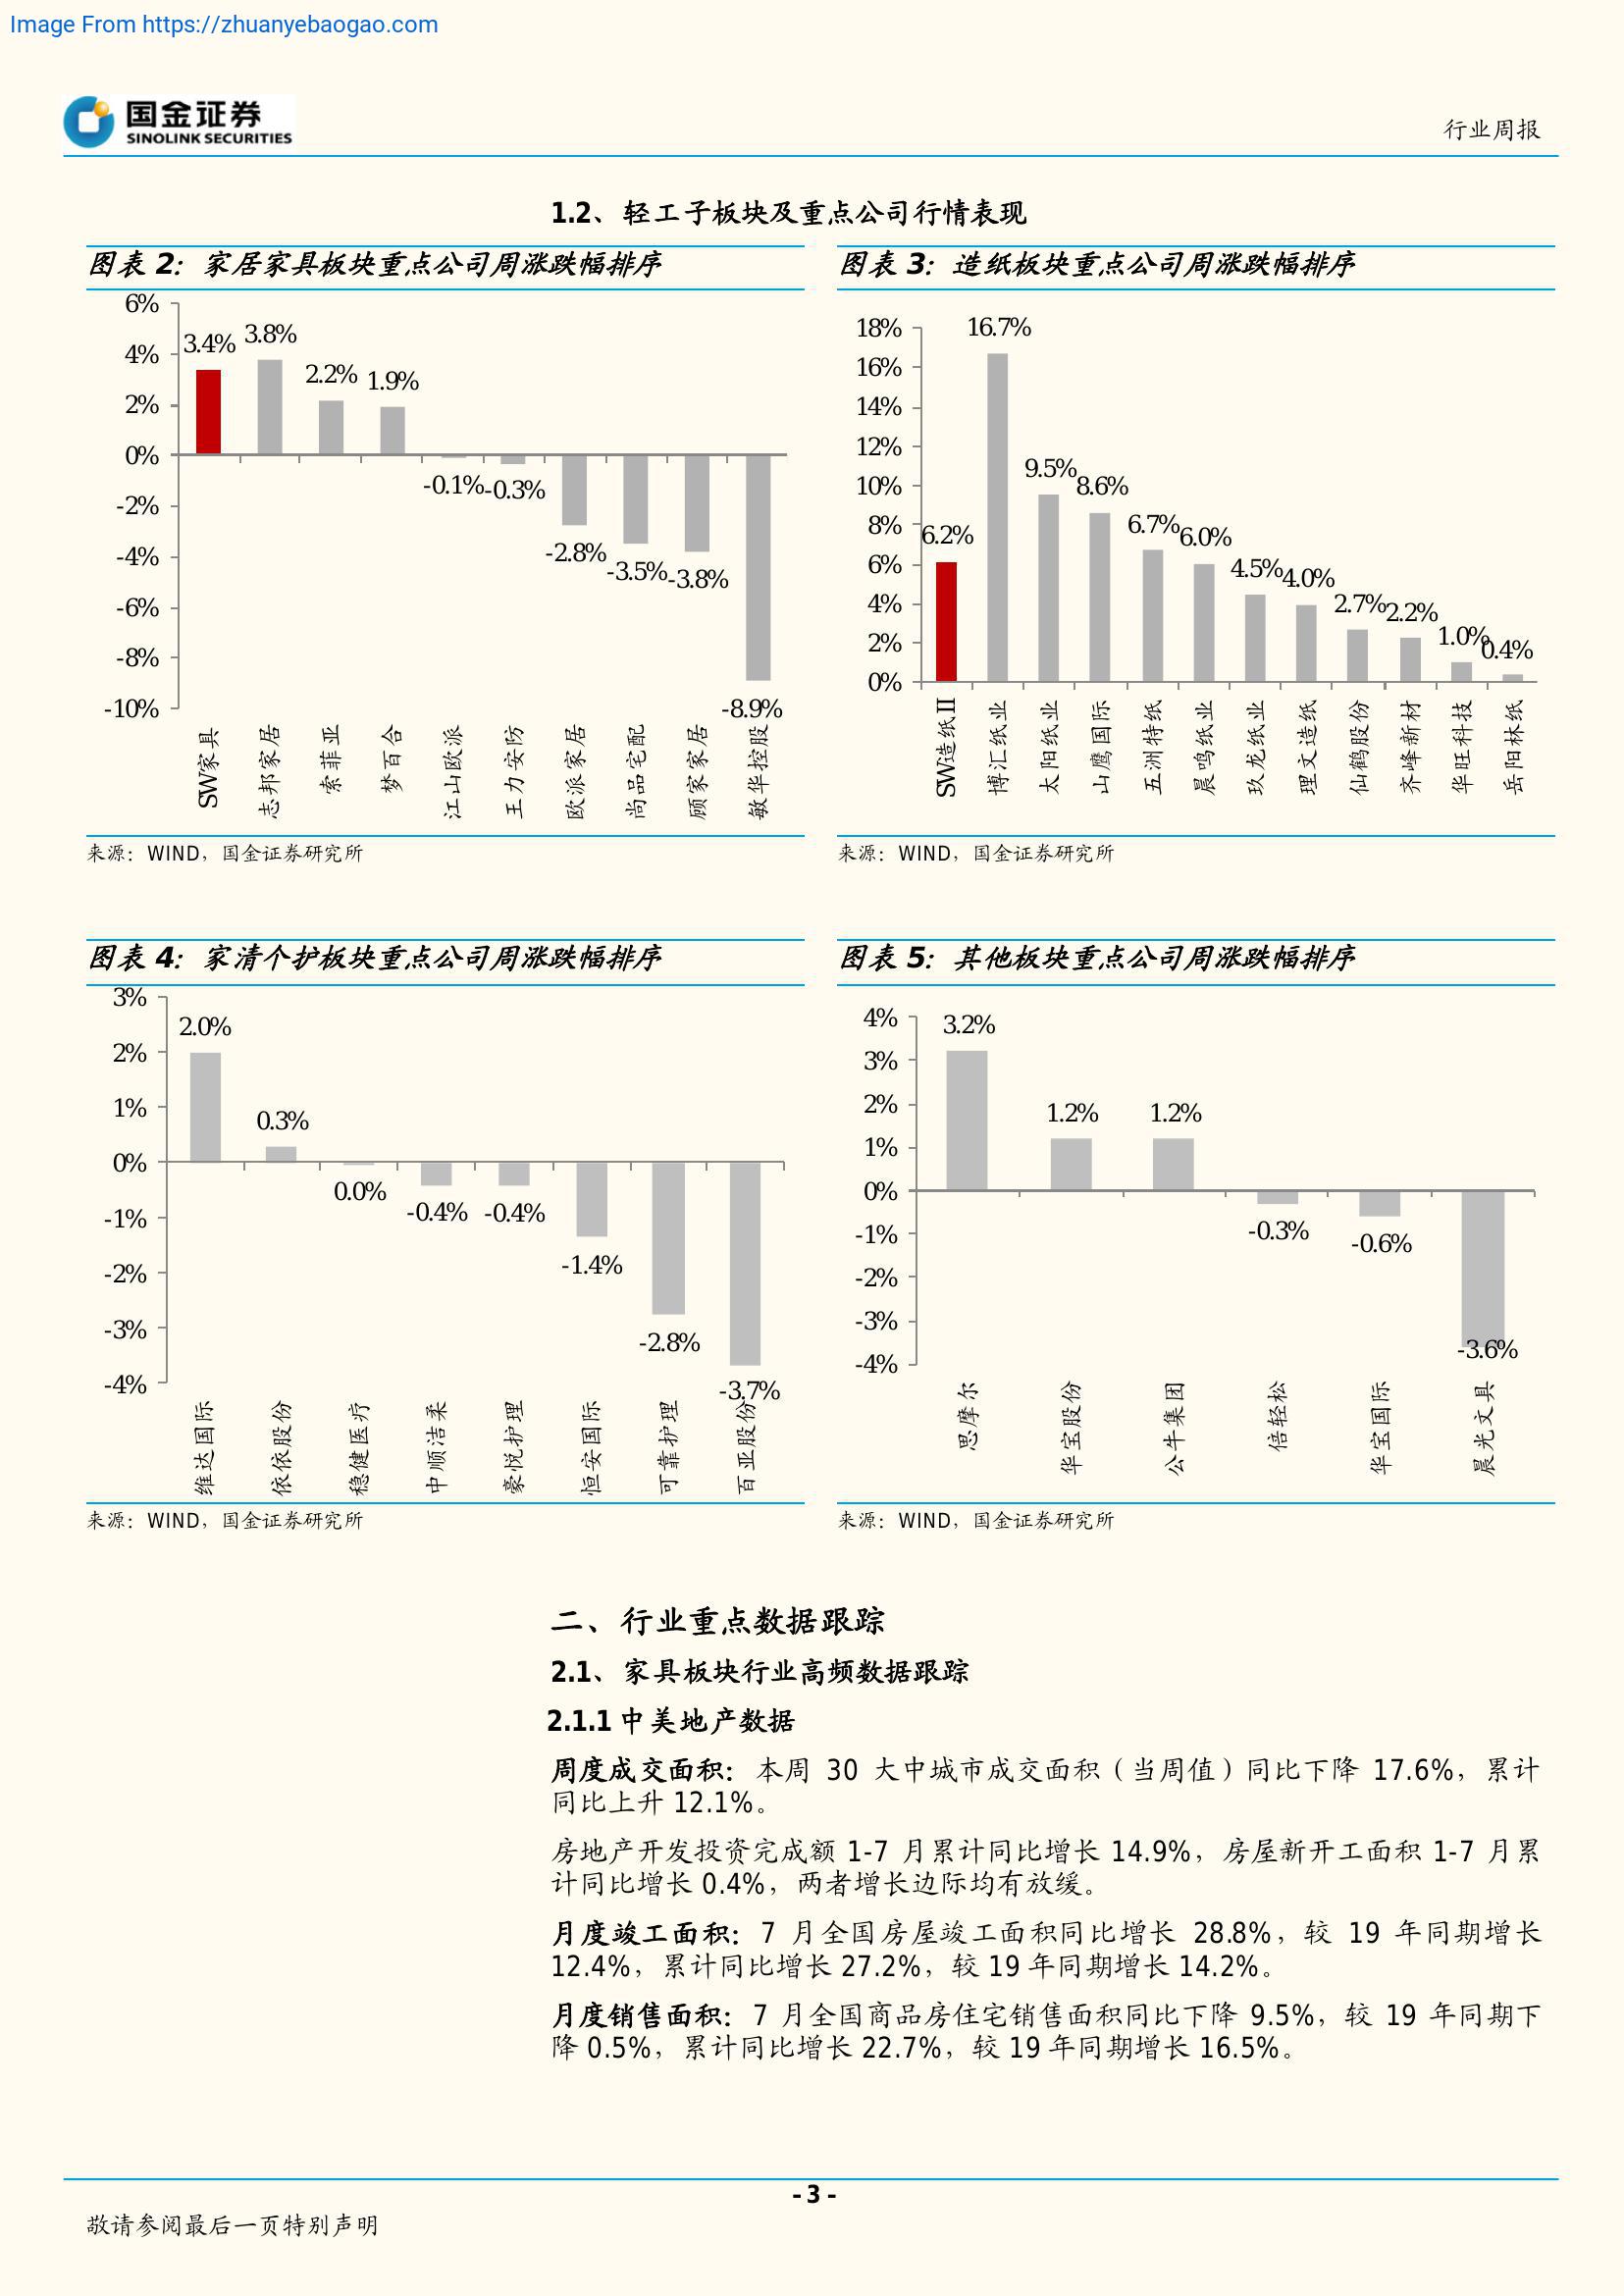 Image From https://zhuanyebaogao.com
国金证券
SINOLINK SECURITIES
行业周报
1.2、轻工子板块及重点公司行情表现
图表 2：家居家具板块重点公司周涨跌幅排序
6%
4%
2%
0%
-2%
-4%
-6%
-8%
-10%
3.4%
3.8%
2.2%
1.9%
-0.1%
-0.3%
-2.8%
-3.5%
-3.8%
-8.9%
SW家具
志邦家居
索菲亚
梦百合
江山欧派
王力安防
欧派家居
尚品宅配
顾家家居
敏华控股
来源：WIND，国金证券研究所
图表 3：造纸板块重点公司周涨跌幅排序
18%
16%
14%
12%
10%
8%
6%
4%
2%
0%
6.2%
16.7%
9.5%
8.6%
6.7%
6.0%
4.5%
4.0%
2.7%
2.2%
1.0%
0.4%
SW造纸II
博汇纸业
太阳纸业
山鹰国际
五洲特纸
晨鸣纸业
玖龙纸业
理文造纸
仙鹤股份
齐峰新材
华旺科技
岳阳林纸
来源：WIND，国金证券研究所
图表 4：家清个护板块重点公司周涨跌幅排序
3%
2%
1%
0%
-1%
-2%
-3%
-4%
2.0%
0.3%
0.0%
-0.4%
-0.4%
-1.4%
-2.8%
-3.7%
维达国际
依依股份
稳健医疗
中顺洁柔
豪悦护理
恒安国际
可靠护理
百亚股份
来源：WIND，国金证券研究所
图表 5：其他板块重点公司周涨跌幅排序
4%
3%
2%
1%
0%
-1%
-2%
-3%
-4%
3.2%
1.2%
1.2%
-0.3%
-0.6%
-3.6%
思摩尔
华宝股份
公牛集团
倍轻松
华宝国际
晨光文具
来源：WIND，国金证券研究所
二、行业重点数据跟踪
2.1、家具板块行业高频数据跟踪
2.1.1 中美地产数据
周度成交面积：本周 30 大中城市成交面积（当周值）同比下降 17.6%，累计
同比上升 12.1%。
房地产开发投资完成额 1-7 月累计同比增长 14.9%，房屋新开工面积 1-7 月累
计同比增长 0.4%，两者增长边际均有放缓。
月度竣工面积：7 月全国房屋竣工面积同比增长 28.8%，较 19 年同期增长
12.4%，累计同比增长 27.2%，较 19 年同期增长 14.2%。
月度销售面积：7 月全国商品房住宅销售面积同比下降 9.5%，较 19 年同期下
降 0.5%，累计同比增长 22.7%，较 19 年同期增长 16.5%。
- 3 -
敬请参阅最后一页特别声明